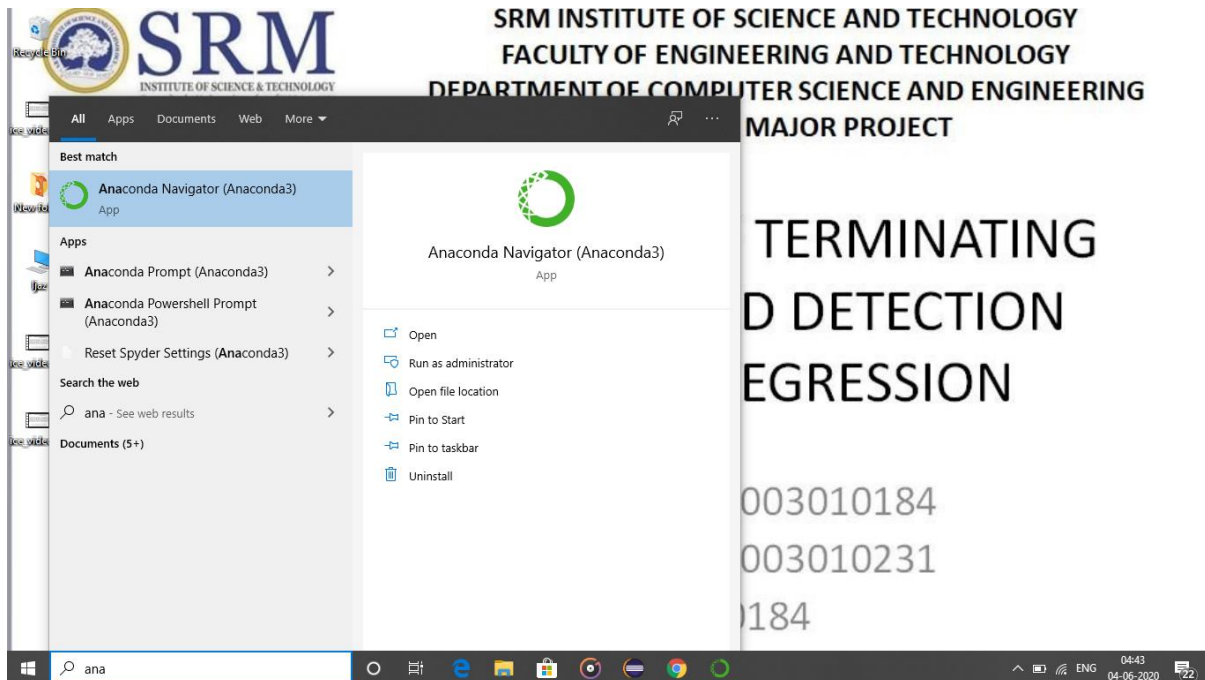 Recycle Bin
SRM
INSTITUTE OF SCIENCE & TECHNOLOGY
SRM INSTITUTE OF SCIENCE AND TECHNOLOGY
FACULTY OF ENGINEERING AND TECHNOLOGY
DEPARTMENT OF COMPUTER SCIENCE AND ENGINEERING
MAJOR PROJECT
TERMINATING
D DETECTION
EGRESSION
003010184
003010231
0184
All Apps Documents Web More
Best match
Anaconda Navigator (Anaconda3)
App
Apps
Anaconda Prompt (Anaconda3)
Anaconda Powershell Prompt
(Anaconda3)
Reset Spyder Settings (Anaconda3)
Search the web
ana - See web results
Documents (5+)
Anaconda Navigator (Anaconda3)
App
Open
Run as administrator
Open file location
Pin to Start
Pin to taskbar
Uninstall
New fol
ana
ENG
04:43
04-06-2020
22